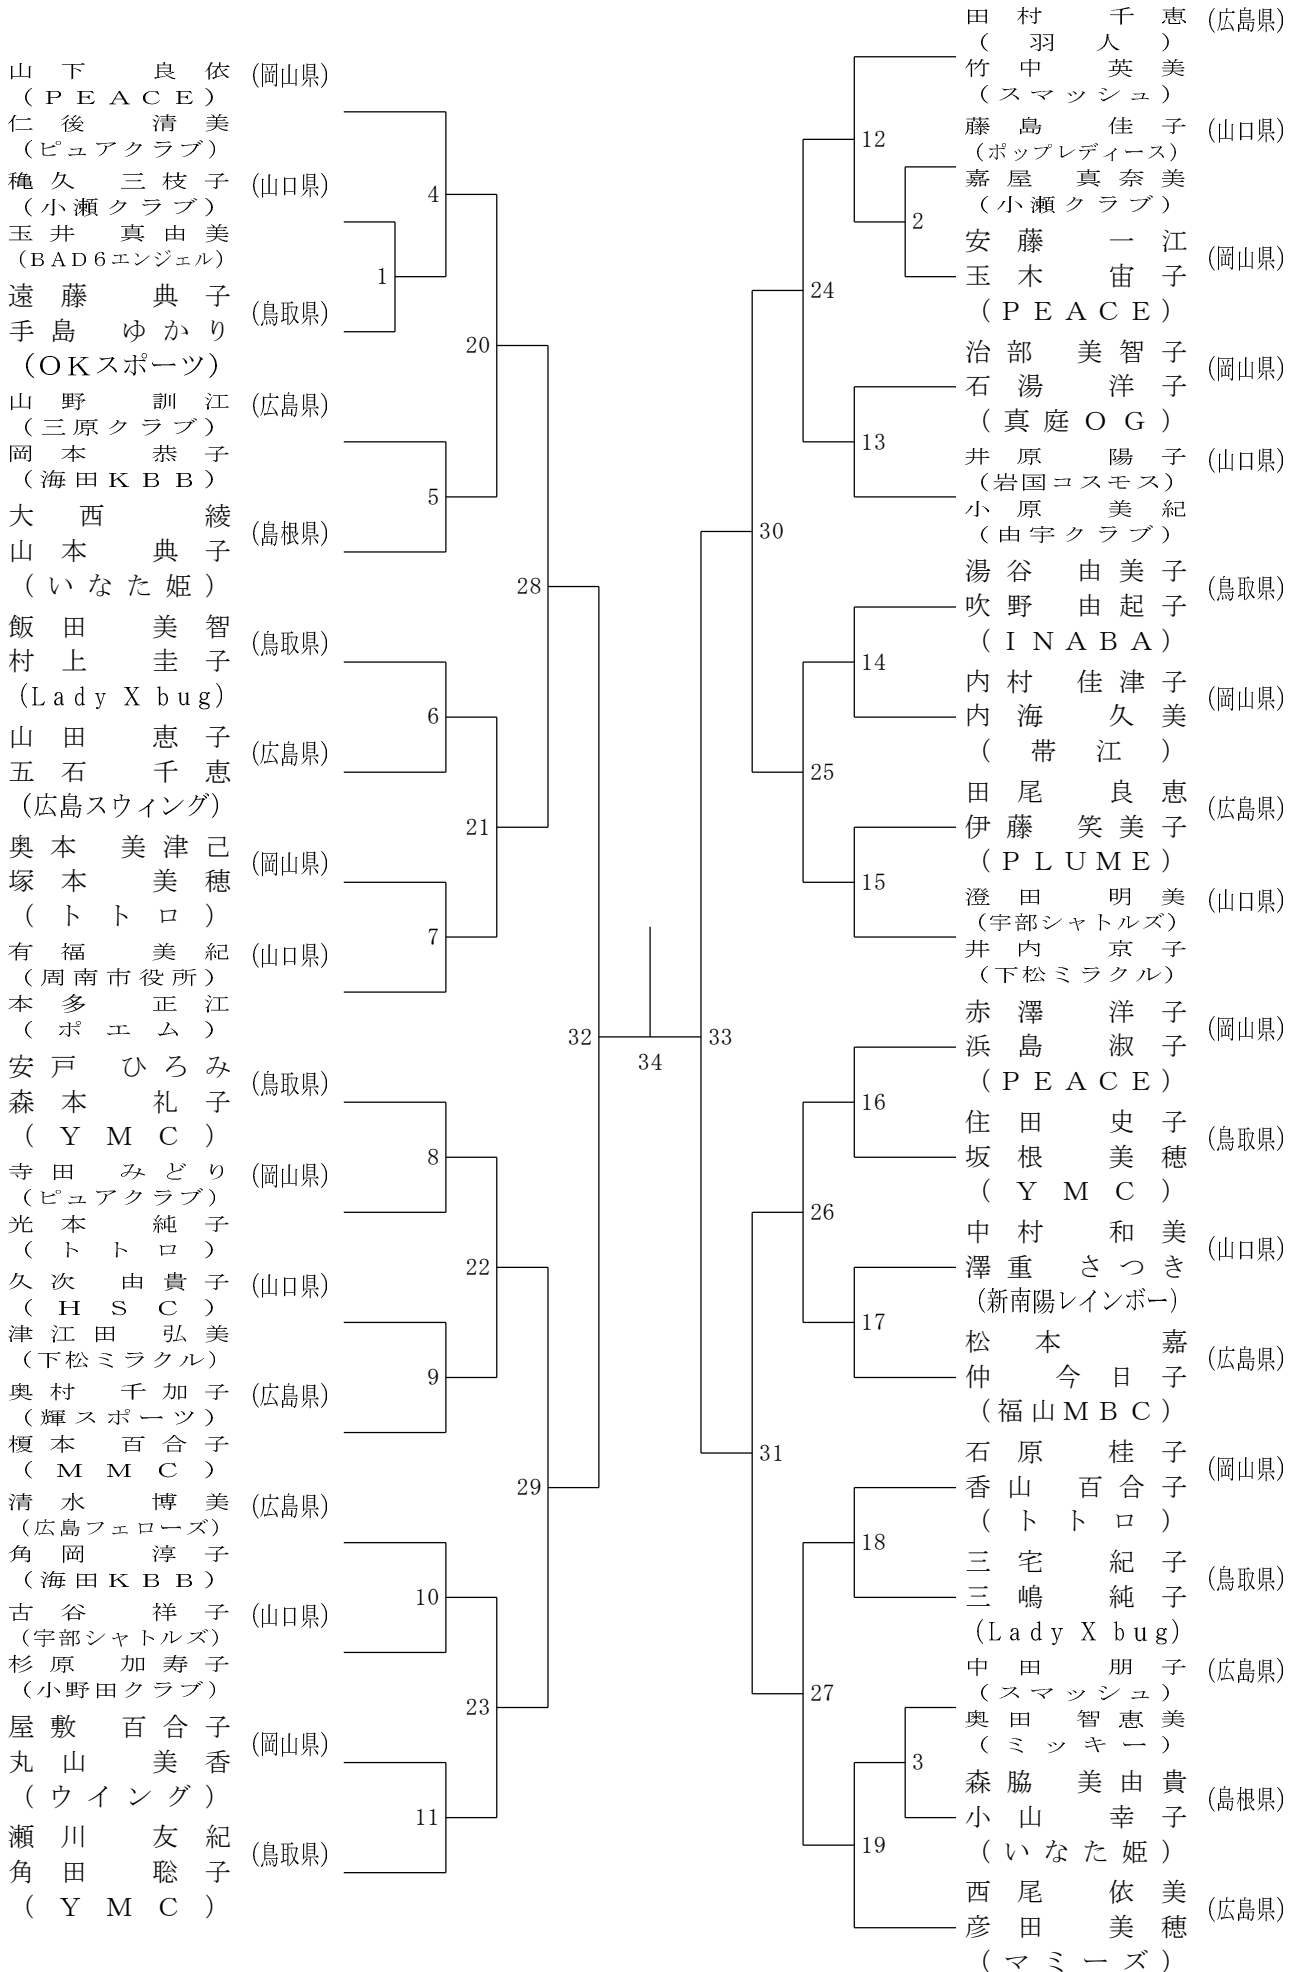 山下 良依 (岡山県)
(PEACE)
仁後 清美
(ピュアクラブ)
穐久 三枝子 (山口県)
(小瀬クラブ)
玉井 真由美
(BAD6エンジェル)
遠藤 典子
手島 ゆかり (鳥取県)
(OKスポーツ)
山野 訓江 (広島県)
(三原クラブ)
岡本 恭子
(海田KBB)
大西 綾
山本 典子 (島根県)
(いなた姫)
飯田 美智
村上 圭子 (鳥取県)
(Lady X bug)
山田 恵子
五石 千恵 (広島県)
(広島スウィング)
奥本 美津己
塚本 美穂 (岡山県)
(トトロ)
有福 美紀 (山口県)
(周南市役所)
本多 正江
(ポエム)
安戸 ひろみ
森本 礼子 (鳥取県)
(YMC)
寺田 みどり (岡山県)
(ピュアクラブ)
光本 純子
(トトロ)
久次 由貴子 (山口県)
(HSC)
津江田 弘美
(下松ミラクル)
奥村 千加子 (広島県)
(輝スポーツ)
榎本 百合子
(MMC)
清水 博美 (広島県)
(広島フェローズ)
角岡 淳子
(海田KBB)
古谷 祥子 (山口県)
(宇部シャトルズ)
杉原 加寿子
(小野田クラブ)
屋敷 百合子
丸山 美香 (岡山県)
(ウイング)
瀬川 友紀
角田 聡子 (鳥取県)
(YMC)
1
4
5
6
7
8
9
10
11
20
21
22
23
28
29
32
34
33
30
31
24
25
26
27
12
13
14
15
16
17
18
19
2
3
田村 千恵 (広島県)
(羽人)
竹中 英美
(スマッシュ)
藤島 佳子 (山口県)
(ポップレディース)
嘉屋 真奈美
(小瀬クラブ)
安藤 一江
玉木 宙子 (岡山県)
(PEACE)
治部 美智子
石湯 洋子 (岡山県)
(真庭OG)
井原 陽子 (山口県)
(岩国コスモス)
小原 美紀
(由宇クラブ)
湯谷 由美子
吹野 由起子 (鳥取県)
(INABA)
内村 佳津子
内海 久美 (岡山県)
(帯江)
田尾 良恵
伊藤 笑美子 (広島県)
(PLUME)
澄田 明美 (山口県)
(宇部シャトルズ)
井内 京子
(下松ミラクル)
赤澤 洋子
浜島 淑子 (岡山県)
(PEACE)
住田 史子
坂根 美穂 (鳥取県)
(YMC)
中村 和美
澤重 さつき (山口県)
(新南陽レインボー)
松本 嘉
仲 今日子 (広島県)
(福山MBC)
石原 桂子
香山 百合子 (岡山県)
(トトロ)
三宅 紀子
三嶋 純子 (鳥取県)
(Lady X bug)
中田 朋子 (広島県)
(スマッシュ)
奥田 智恵美
(ミッキー)
森脇 美由貴
小山 幸子 (島根県)
(いなた姫)
西尾 依美
彦田 美穂 (広島県)
(マミーズ)